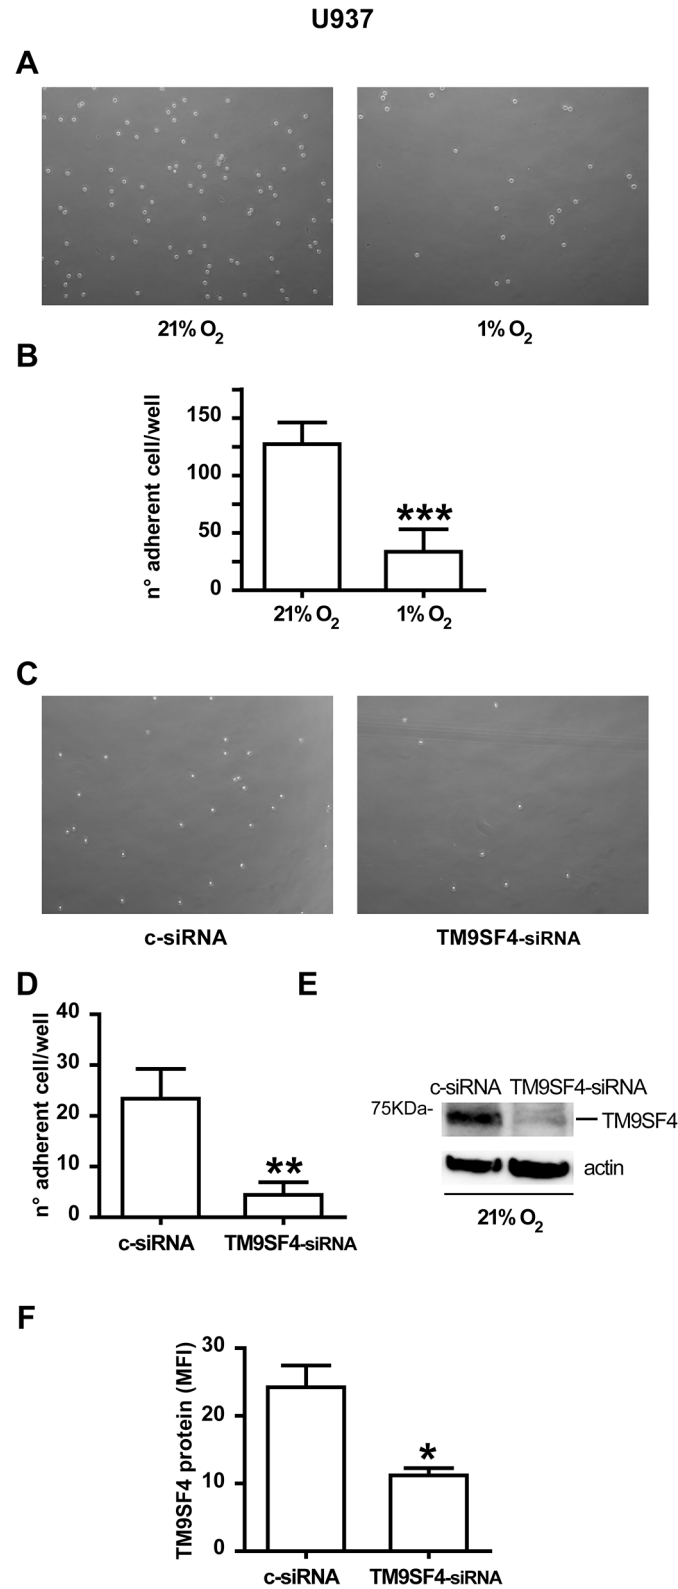 U937
A
21% O2
1% O2
B
n° adherent cell/well
150
100
50
0
***
21% O2
1% O2
C
c-siRNA
TM9SF4-siRNA
D
n° adherent cell/well
40
30
20
10
0
**
c-siRNA
TM9SF4-siRNA
E
c-siRNA TM9SF4-siRNA
75KDa-
TM9SF4
actin
21% O2
F
TM9SF4 protein (MFI)
30
20
10
0
*
c-siRNA
TM9SF4-siRNA